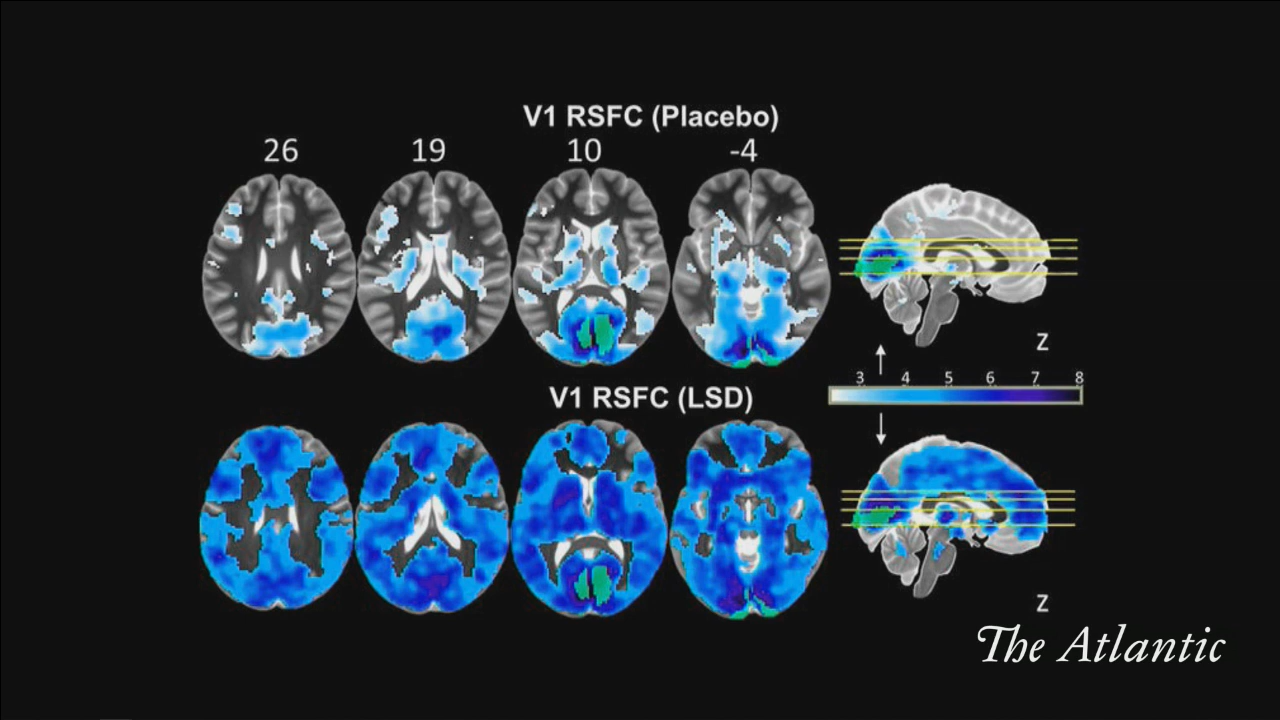 V1 RSFC (Placebo)
26 19 10 -4
Z
3 4 5 6 7 8
V1 RSFC (LSD)
Z
The Atlantic